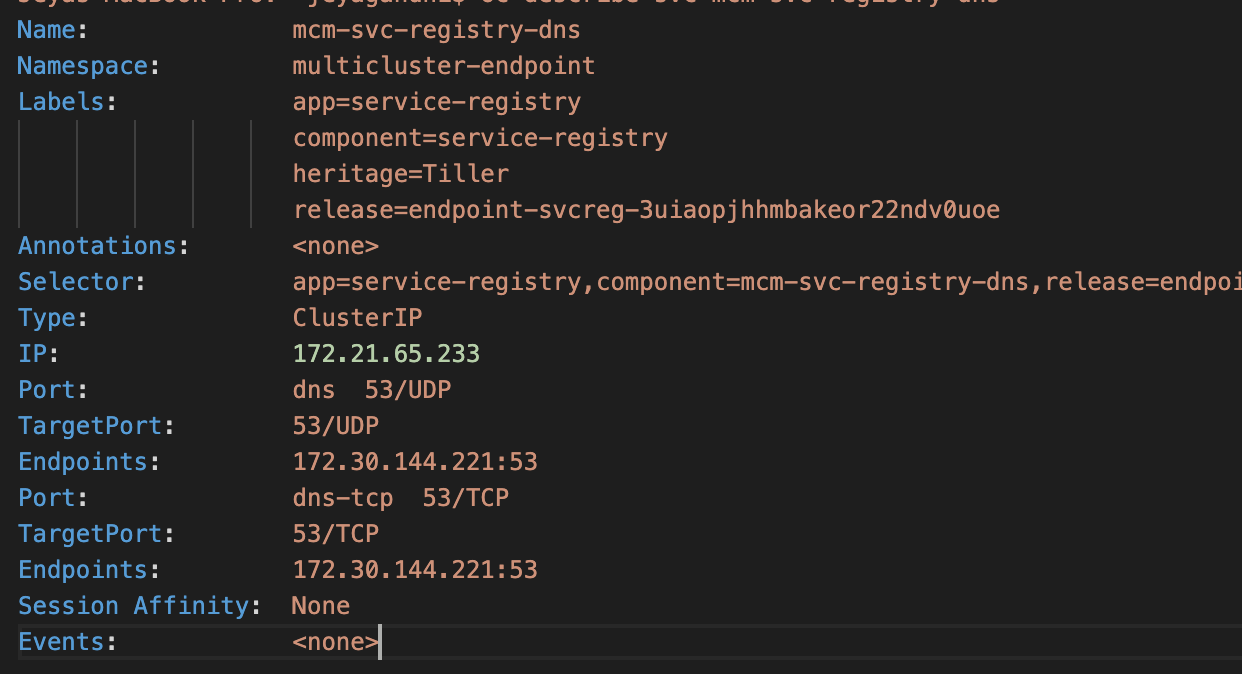 Name: mcm-svc-registry-dns
Namespace: multicluster-endpoint
Labels: app=service-registry
component=service-registry
heritage=Tiller
release=endpoint-svcreg-3uiaopjhhmbakeor22ndv0uoe
Annotations: <none>
Selector: app=service-registry,component=mcm-svc-registry-dns,release=endpoi
Type: ClusterIP
IP: 172.21.65.233
Port: dns  53/UDP
TargetPort: 53/UDP
Endpoints: 172.30.144.221:53
Port: dns-tcp  53/TCP
TargetPort: 53/TCP
Endpoints: 172.30.144.221:53
Session Affinity: None
Events: <none>